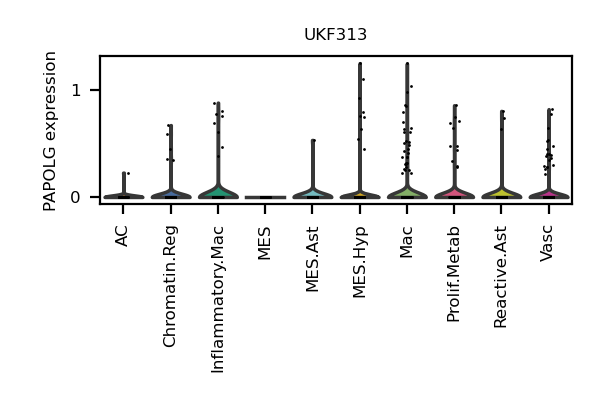 UKF313
PAPOLG expression
1
0
AC
Chromatin.Reg
Inflammatory.Mac
MES
MES.Ast
MES.Hyp
Mac
Prolif.Metab
Reactive.Ast
Vasc